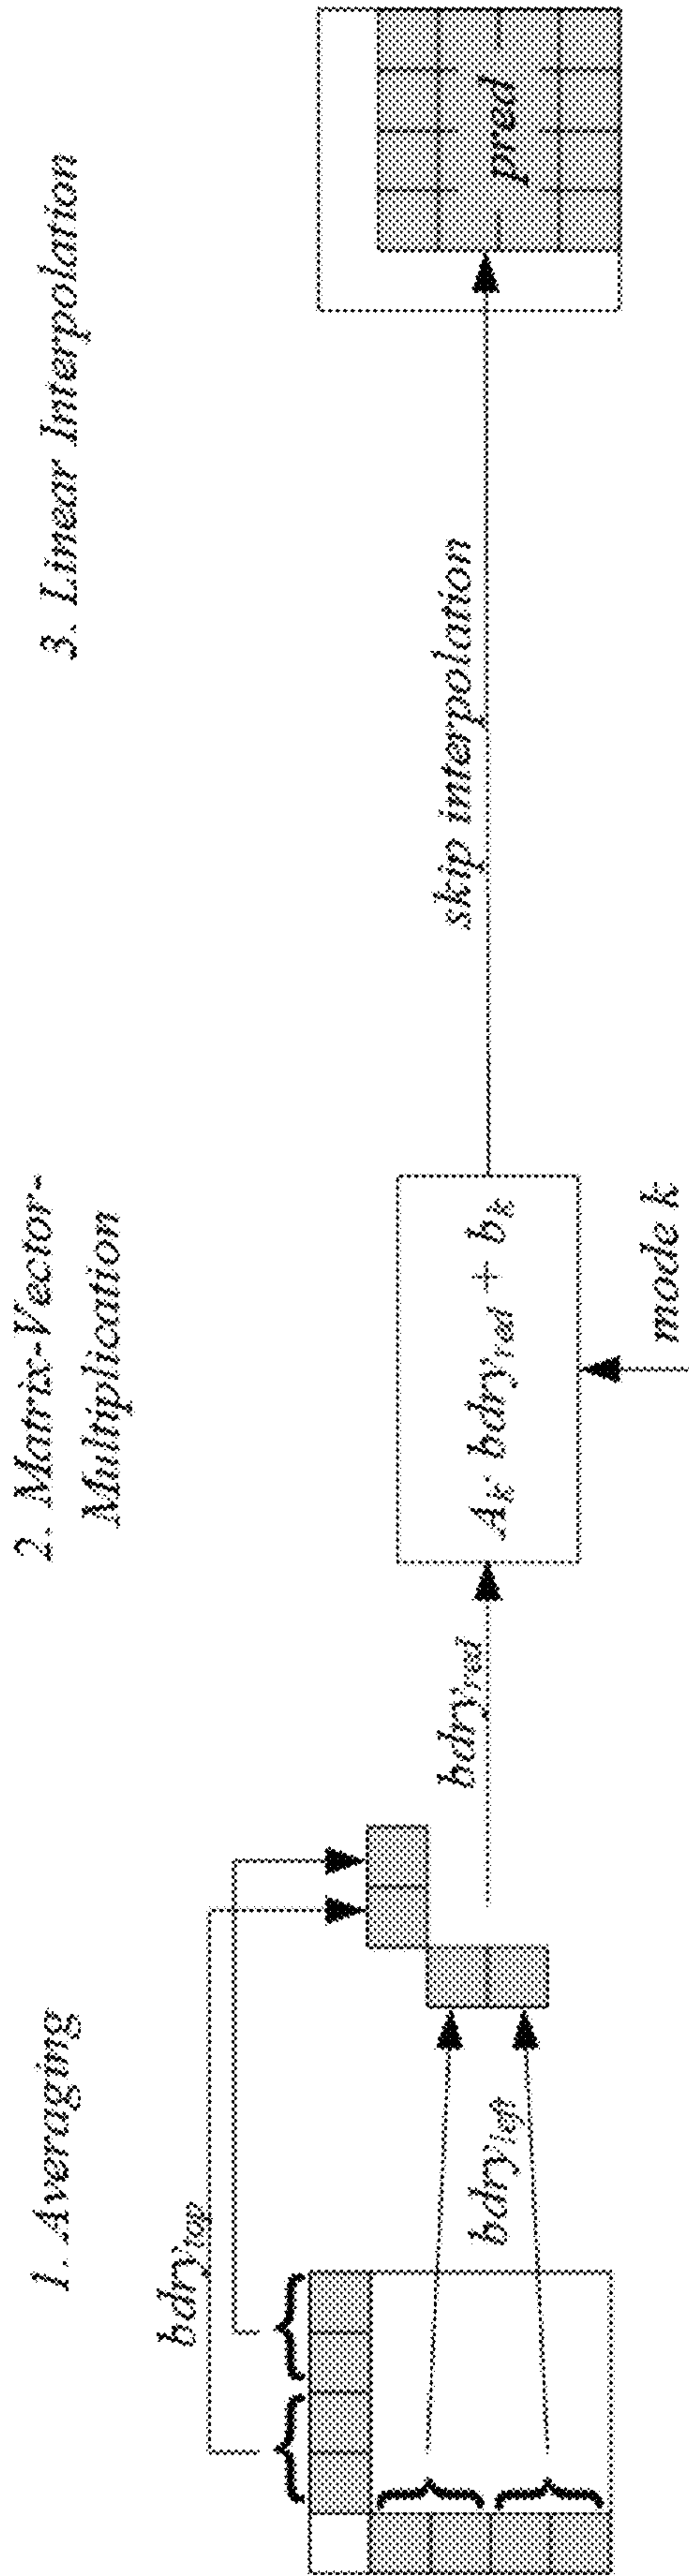 1. Averaging
2. Matrix-Vector-
Multiplication
3. Linear Interpolation
bdry_top
bdry_left
bdry_red
A_k · bdry_red + b_k
mode k
skip interpolation
pred